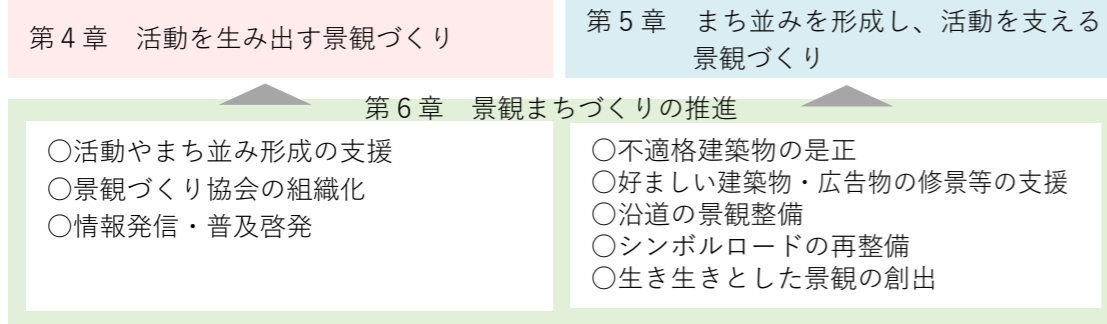 第4章　活動を生み出す景観づくり
第5章　まち並みを形成し、活動を支える
景観づくり
第6章　景観まちづくりの推進
○活動やまち並み形成の支援
○景観づくり協会の組織化
○情報発信・普及啓発
○不適格建築物の是正
○好ましい建築物・広告物の修景等の支援
○沿道の景観整備
○シンボルロードの再整備
○生き生きとした景観の創出